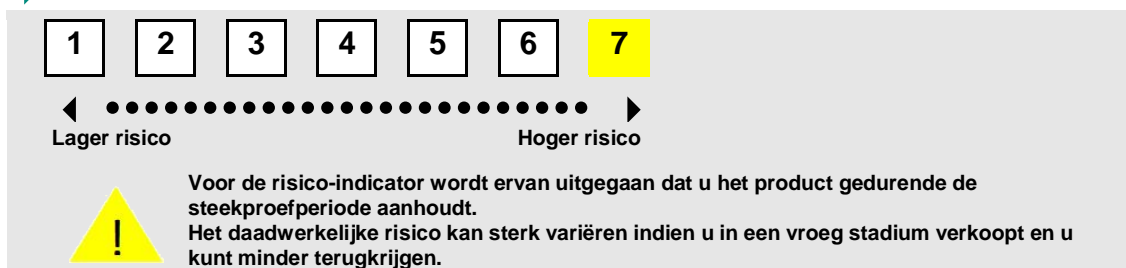 1 2 3 4 5 6 7
Lager risico Hoger risico
!
Voor de risico-indicator wordt ervan uitgegaan dat u het product gedurende de
steekproefperiode aanhoudt.
Het daadwerkelijke risico kan sterk variëren indien u in een vroeg stadium verkoopt en u
kunt minder terugkrijgen.